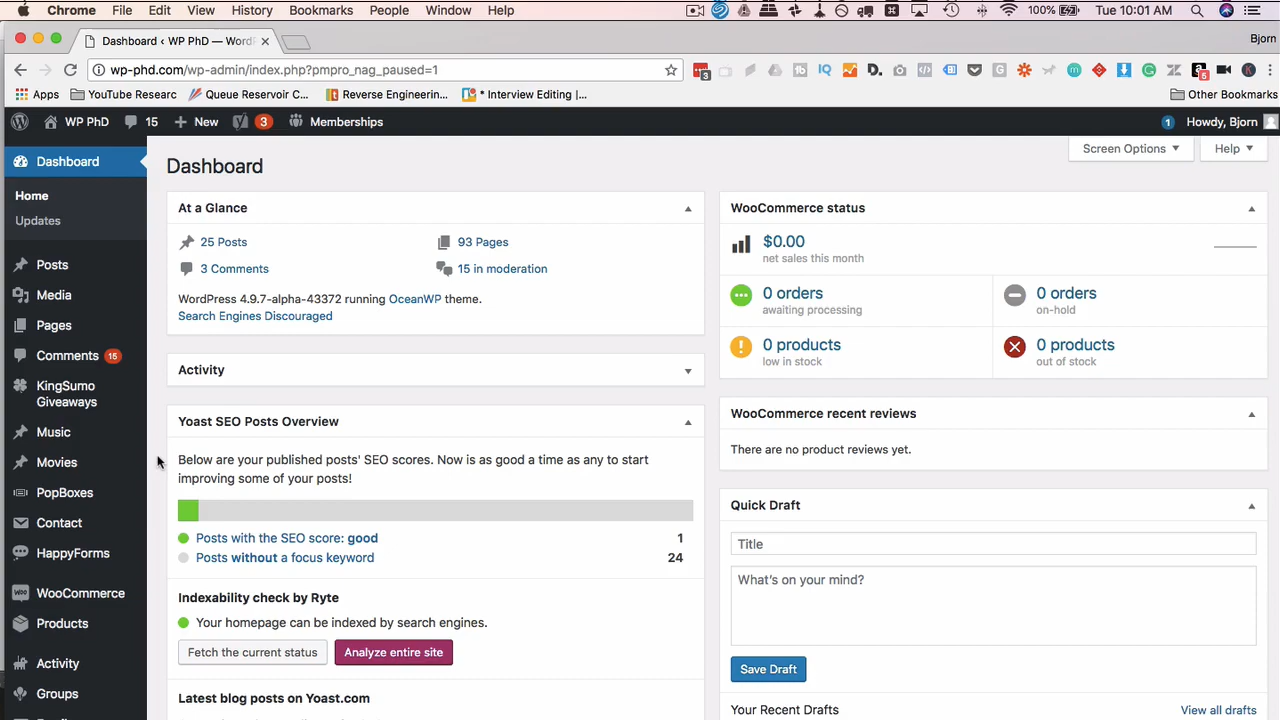 Chrome File Edit View History Bookmarks People Window Help 100% Tue 10:01 AM
Dashboard ‹ WP PhD — Word
Bjorn
wp-phd.com/wp-admin/index.php?pmpro_nag_paused=1
Apps YouTube Researc Queue Reservoir C... Reverse Engineerin... * Interview Editing |... Other Bookmarks
WP PhD 15 New 3 Memberships 1 Howdy, Bjorn
Dashboard
Home
Updates
Posts
Media
Pages
Comments 15
KingSumo
Giveaways
Music
Movies
PopBoxes
Contact
HappyForms
WooCommerce
Products
Activity
Groups
Screen Options Help
Dashboard
At a Glance
25 Posts 93 Pages
3 Comments 15 in moderation
WordPress 4.9.7-alpha-43372 running OceanWP theme.
Search Engines Discouraged
Activity
Yoast SEO Posts Overview
Below are your published posts' SEO scores. Now is as good a time as any to start
improving some of your posts!
Posts with the SEO score: good 1
Posts without a focus keyword 24
Indexability check by Ryte
Your homepage can be indexed by search engines.
Fetch the current status Analyze entire site
Latest blog posts on Yoast.com
WooCommerce status
$0.00
net sales this month
0 orders
awaiting processing
0 orders
on-hold
0 products
low in stock
0 products
out of stock
WooCommerce recent reviews
There are no product reviews yet.
Quick Draft
Title
What's on your mind?
Save Draft
Your Recent Drafts View all drafts